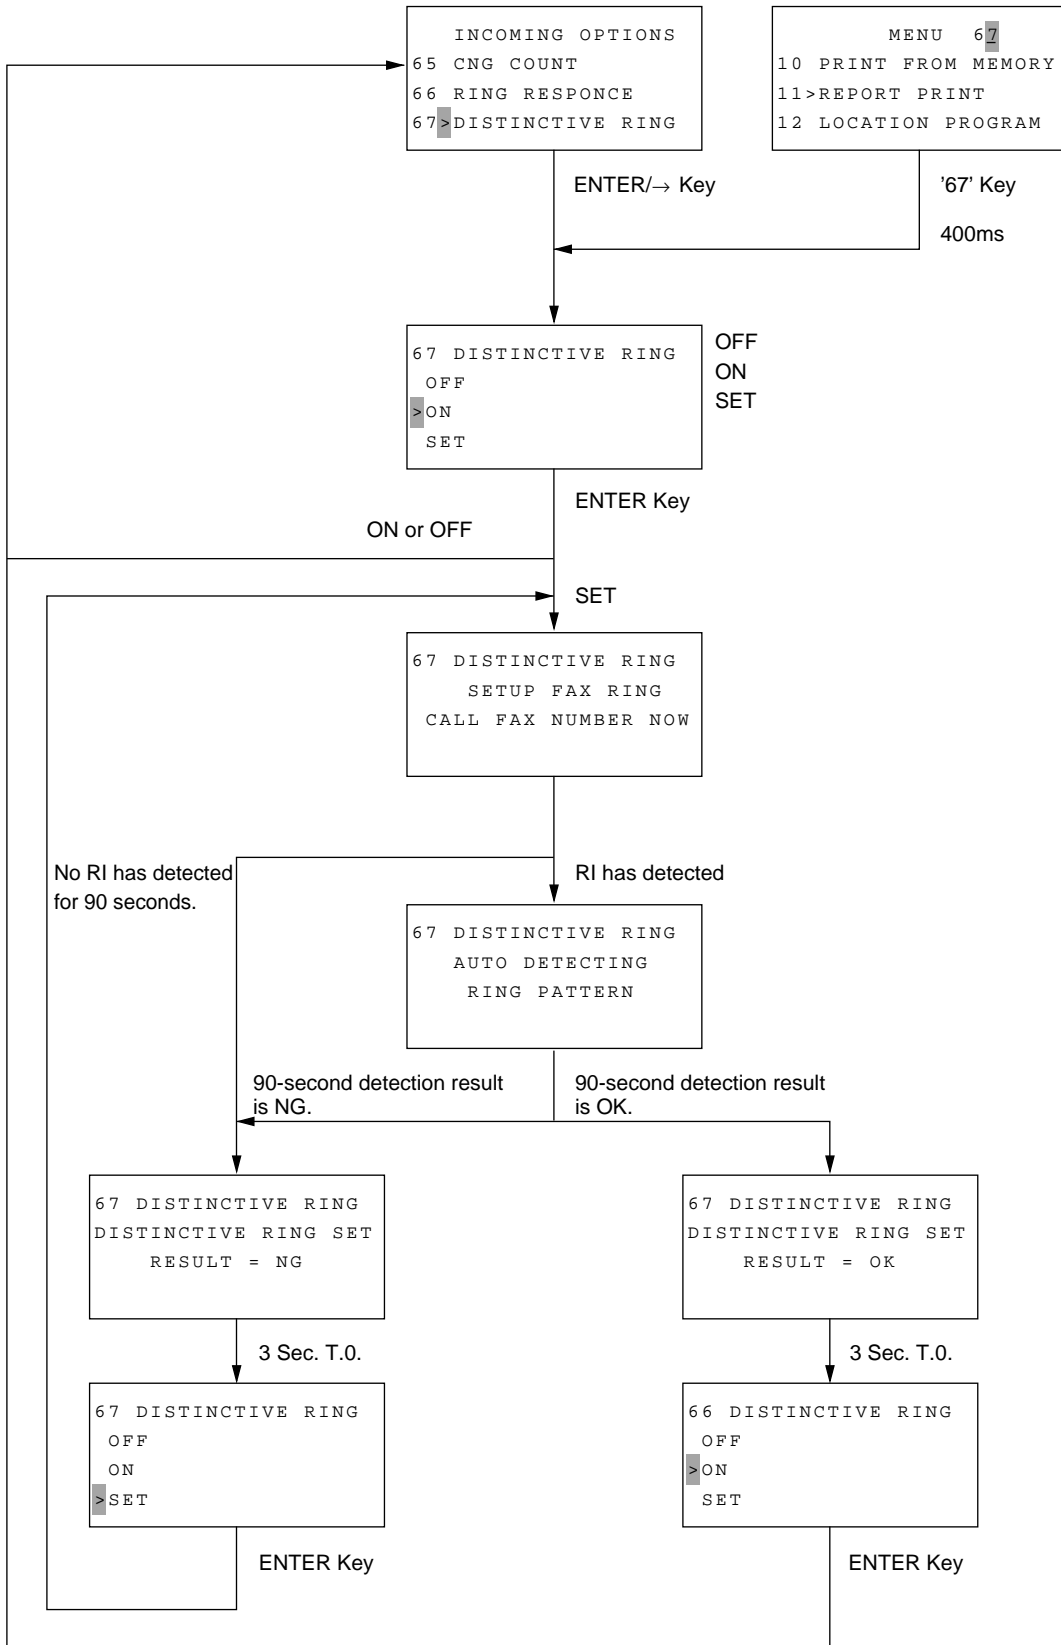 INCOMING OPTIONS
65 CNG COUNT
66 RING RESPONCE
67>DISTINCTIVE RING
MENU 67
10 PRINT FROM MEMORY
11>REPORT PRINT
12 LOCATION PROGRAM
ENTER/→ Key
'67' Key
400ms
67 DISTINCTIVE RING
OFF
>ON
SET
OFF
ON
SET
ENTER Key
ON or OFF
SET
67 DISTINCTIVE RING
SETUP FAX RING
CALL FAX NUMBER NOW
No RI has detected
for 90 seconds.
RI has detected
67 DISTINCTIVE RING
AUTO DETECTING
RING PATTERN
90-second detection result
is NG.
90-second detection result
is OK.
67 DISTINCTIVE RING
DISTINCTIVE RING SET
RESULT = NG
67 DISTINCTIVE RING
DISTINCTIVE RING SET
RESULT = OK
3 Sec. T.0.
3 Sec. T.0.
67 DISTINCTIVE RING
OFF
ON
>SET
66 DISTINCTIVE RING
OFF
>ON
SET
ENTER Key
ENTER Key